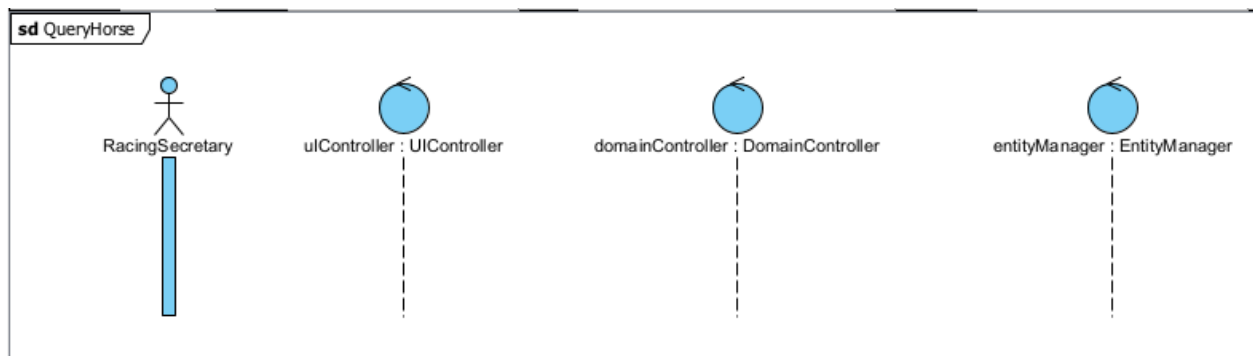 sd QueryHorse
RacingSecretary
uIController : UIController
domainController : DomainController
entityManager : EntityManager